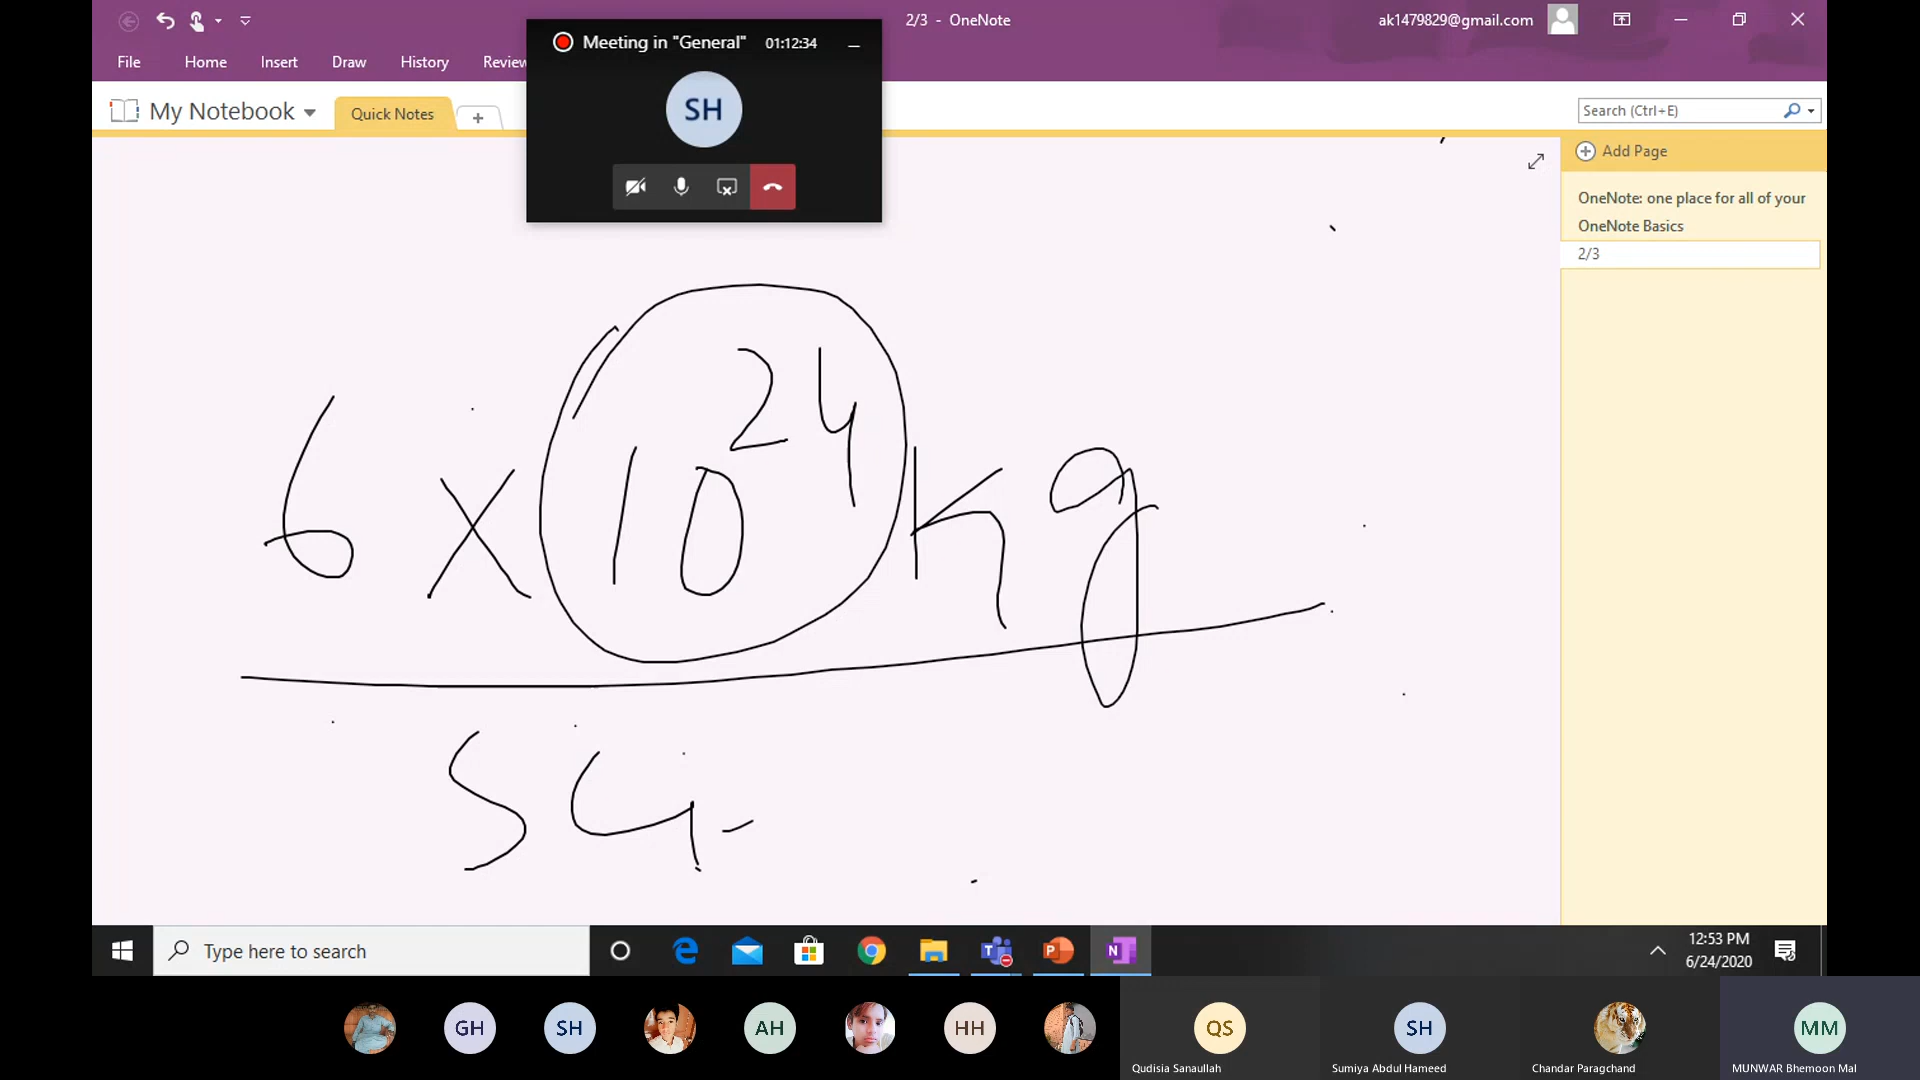 2/3 - OneNote
ak1479829@gmail.com
Meeting in "General" 01:12:34
SH
File Home Insert Draw History Review
My Notebook
Quick Notes
Search (Ctrl+E)
Add Page
OneNote: one place for all of your
OneNote Basics
2/3
6 x 10²⁴ kg
Type here to search
12:53 PM
6/24/2020
GH SH AH HH QS SH MM
Qudisia Sanaullah Sumiya Abdul Hameed Chandar Paragchand MUNWAR Bhemoon Mal